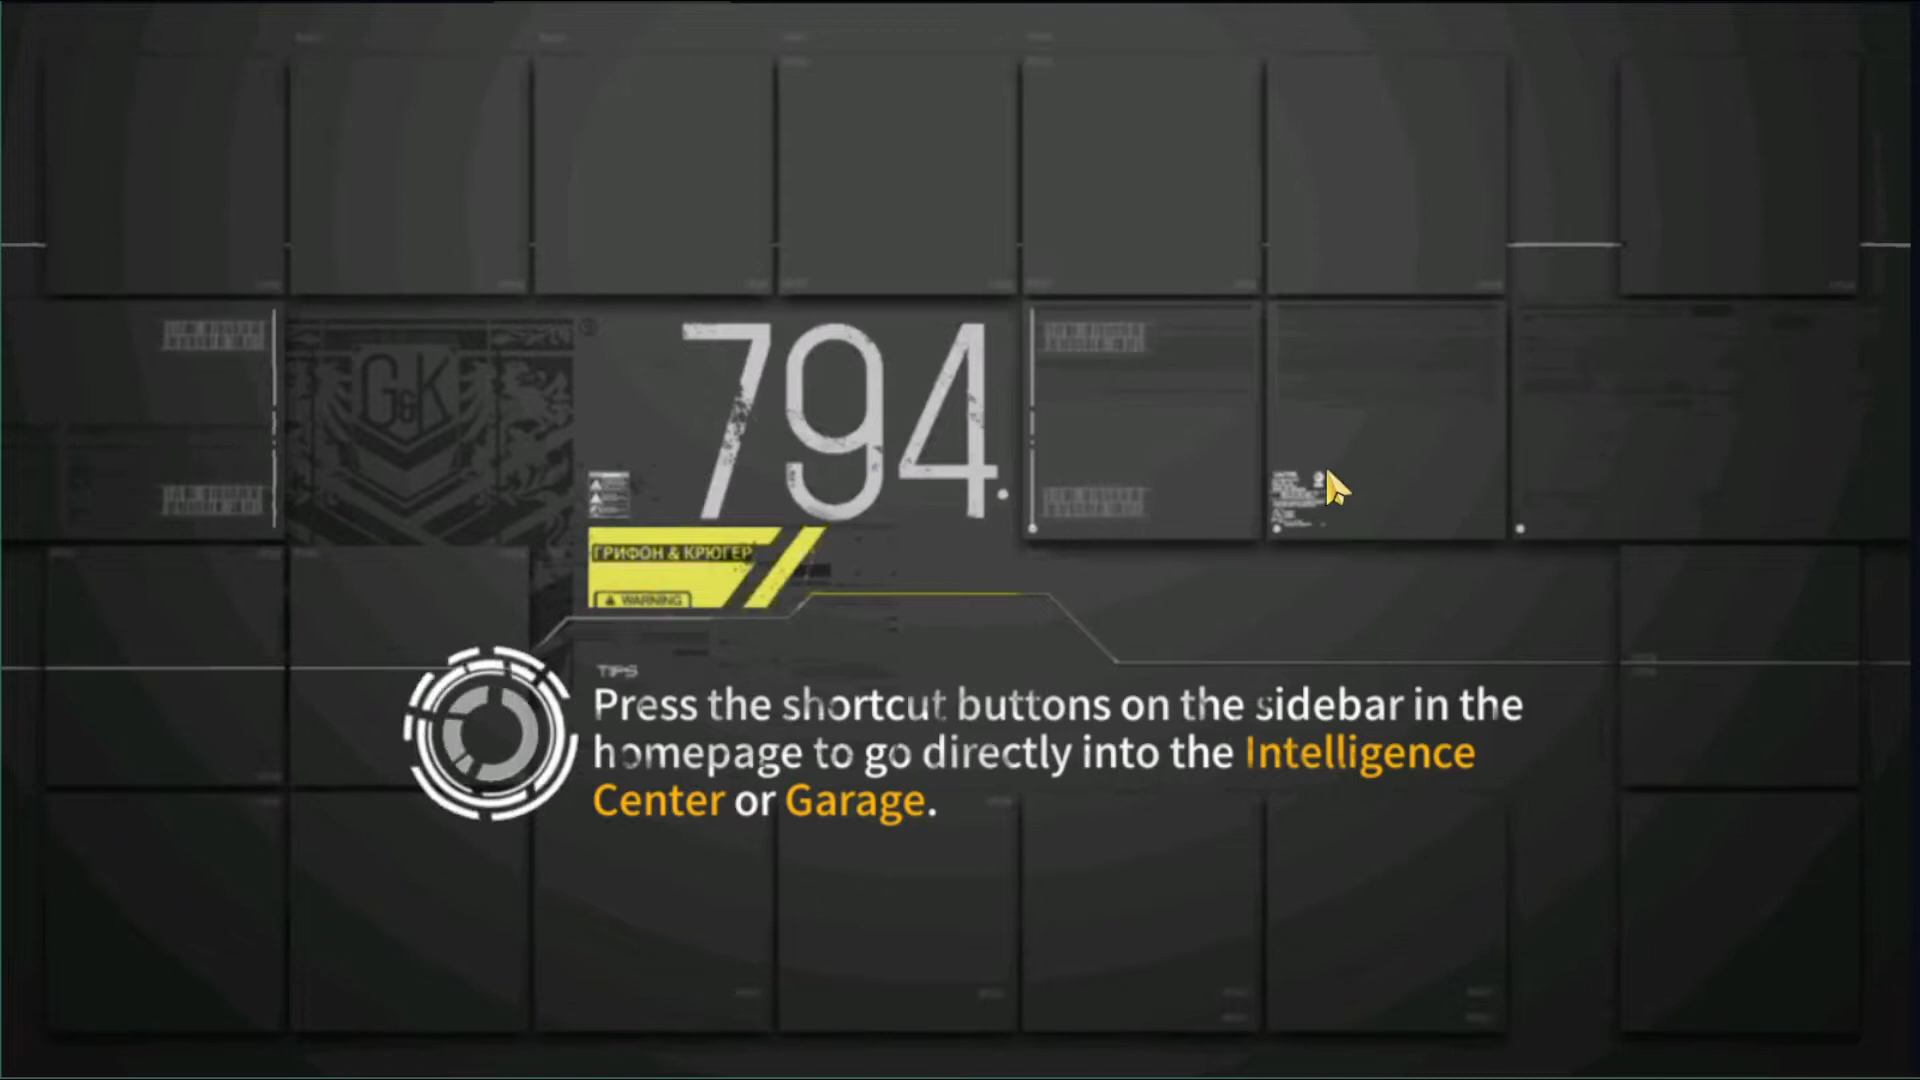 G&K
794.
ГРИФОН & КРЮГЕР
WARNING
TIPS
Press the shortcut buttons on the sidebar in the
homepage to go directly into the Intelligence
Center or Garage.